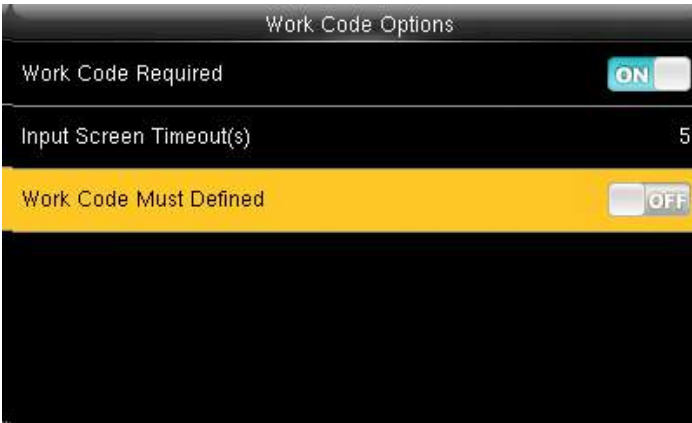 Work Code Options
Work Code Required ON
Input Screen Timeout(s) 5
Work Code Must Defined OFF